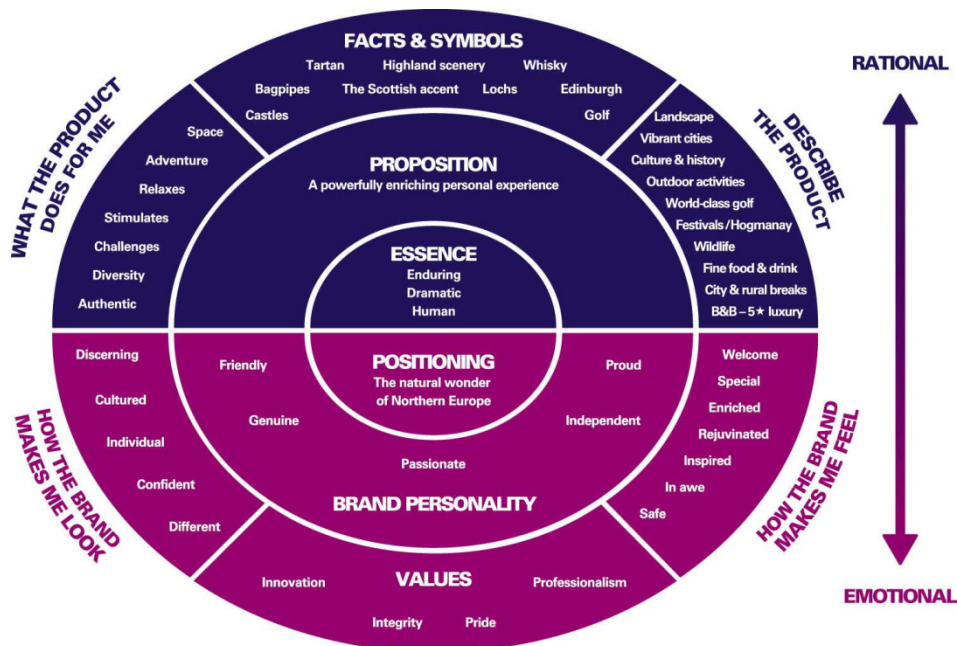 FACTS & SYMBOLS
Tartan
Highland scenery
Whisky
Bagpipes
The Scottish accent
Lochs
Edinburgh
Castles
Golf
WHAT THE PRODUCT
DOES FOR ME
Space
Adventure
Relaxes
Stimulates
Challenges
Diversity
Authentic
PROPOSITION
A powerfully enriching personal experience
ESSENCE
Enduring
Dramatic
Human
DESCRIBE
THE PRODUCT
Landscape
Vibrant cities
Culture & history
Outdoor activities
World-class golf
Festivals/Hogmanay
Wildlife
Fine food & drink
City & rural breaks
B&B – 5★ luxury
RATIONAL
HOW THE BRAND
MAKES ME LOOK
Discerning
Cultured
Individual
Confident
Different
POSITIONING
The natural wonder
of Northern Europe
Friendly
Genuine
Passionate
Proud
Independent
BRAND PERSONALITY
HOW THE BRAND
MAKES ME FEEL
Welcome
Special
Enriched
Rejuvinated
Inspired
In awe
Safe
VALUES
Innovation
Professionalism
Integrity
Pride
EMOTIONAL